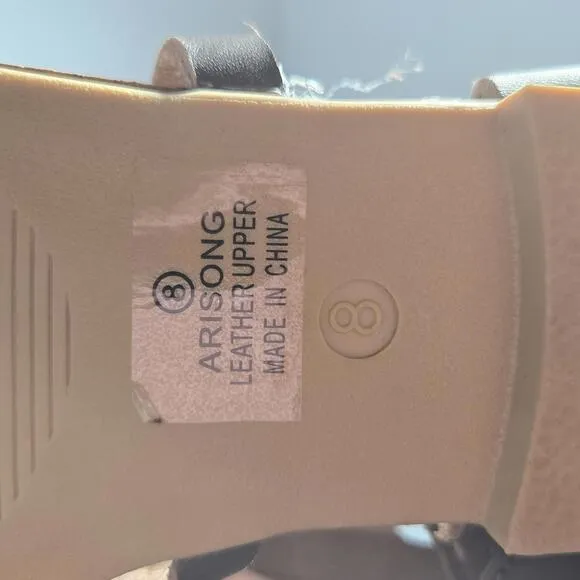 8
ARISONG
LEATHER UPPER
MADE IN CHINA
8